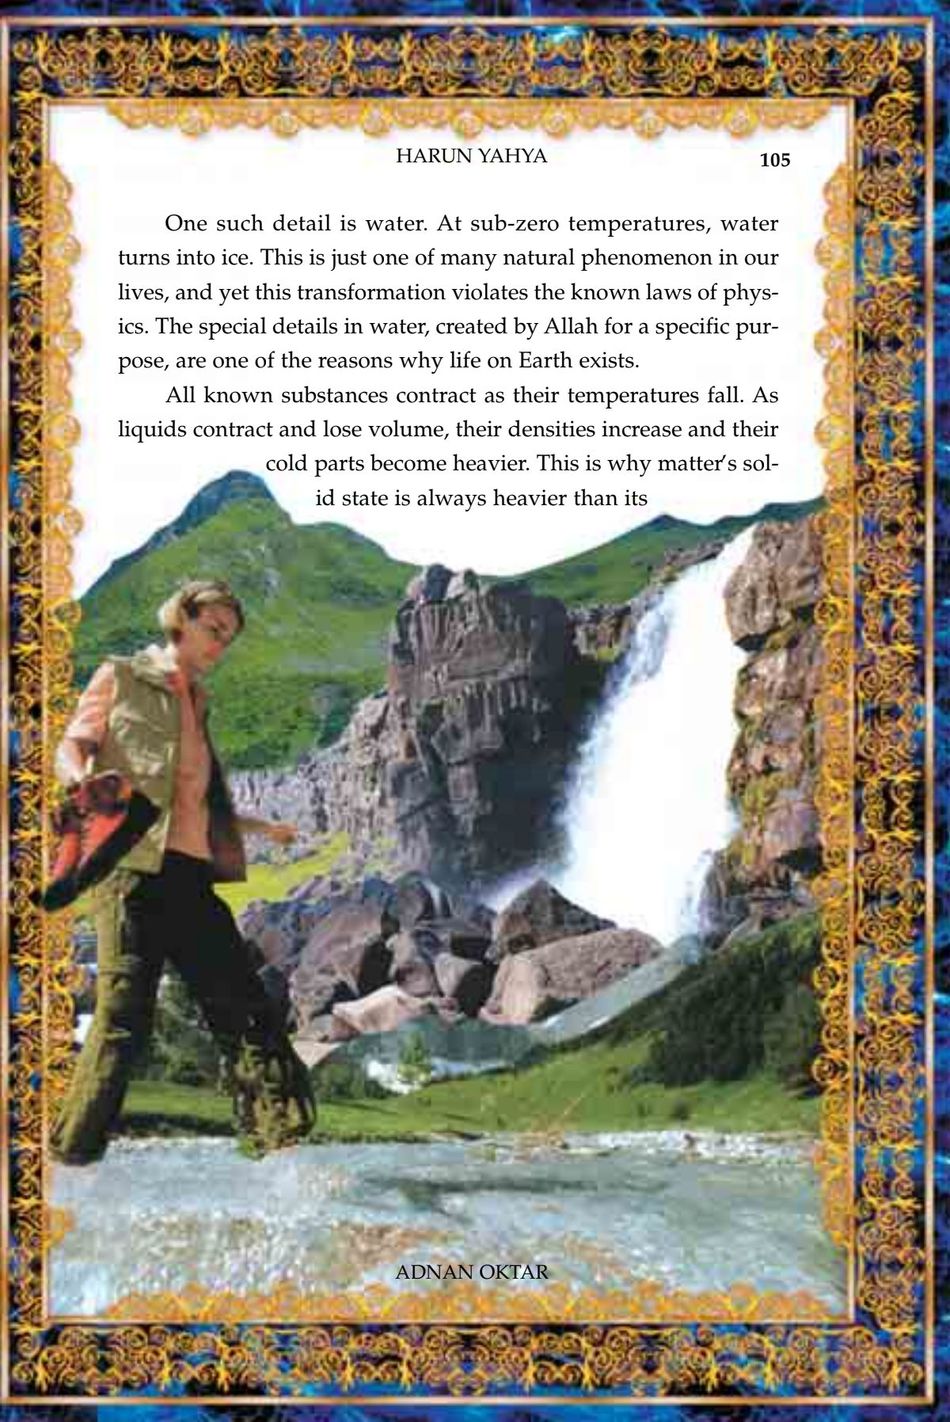 HARUN YAHYA
105
One such detail is water. At sub-zero temperatures, water
turns into ice. This is just one of many natural phenomenon in our
lives, and yet this transformation violates the known laws of phys-
ics. The special details in water, created by Allah for a specific pur-
pose, are one of the reasons why life on Earth exists.
All known substances contract as their temperatures fall. As
liquids contract and lose volume, their densities increase and their
cold parts become heavier. This is why matter's sol-
id state is always heavier than its
ADNAN OKTAR